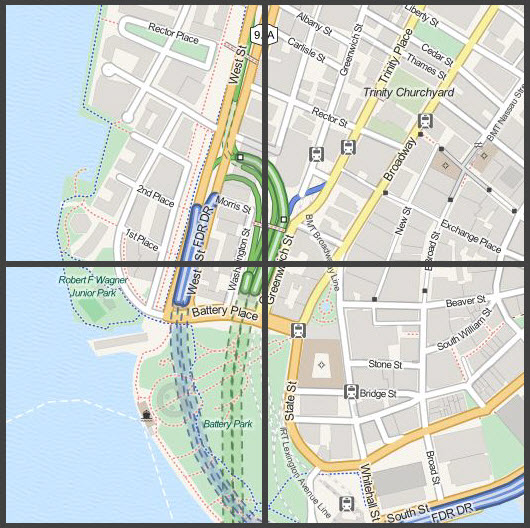 Rector Place
West St
9A
Albany St
Carlisle St
Greenwich St
Trinity Place
Liberty St
Cedar St
Thames St
Trinity Churchyard
Rector St
Broadway
BMT Nassau Str
2nd Place
1st Place
Morris St
West St FDR DR
Washington St
Greenwich St
BMT Broadway Line
New St
Broad St
Exchange Place
Robert F Wagner
Junior Park
Battery Place
Beaver St
South William St
Stone St
Bridge St
State St
Battery Park
IRT Lexington Avenue Line
Whitehall St
Broad St
South St
FDR DR